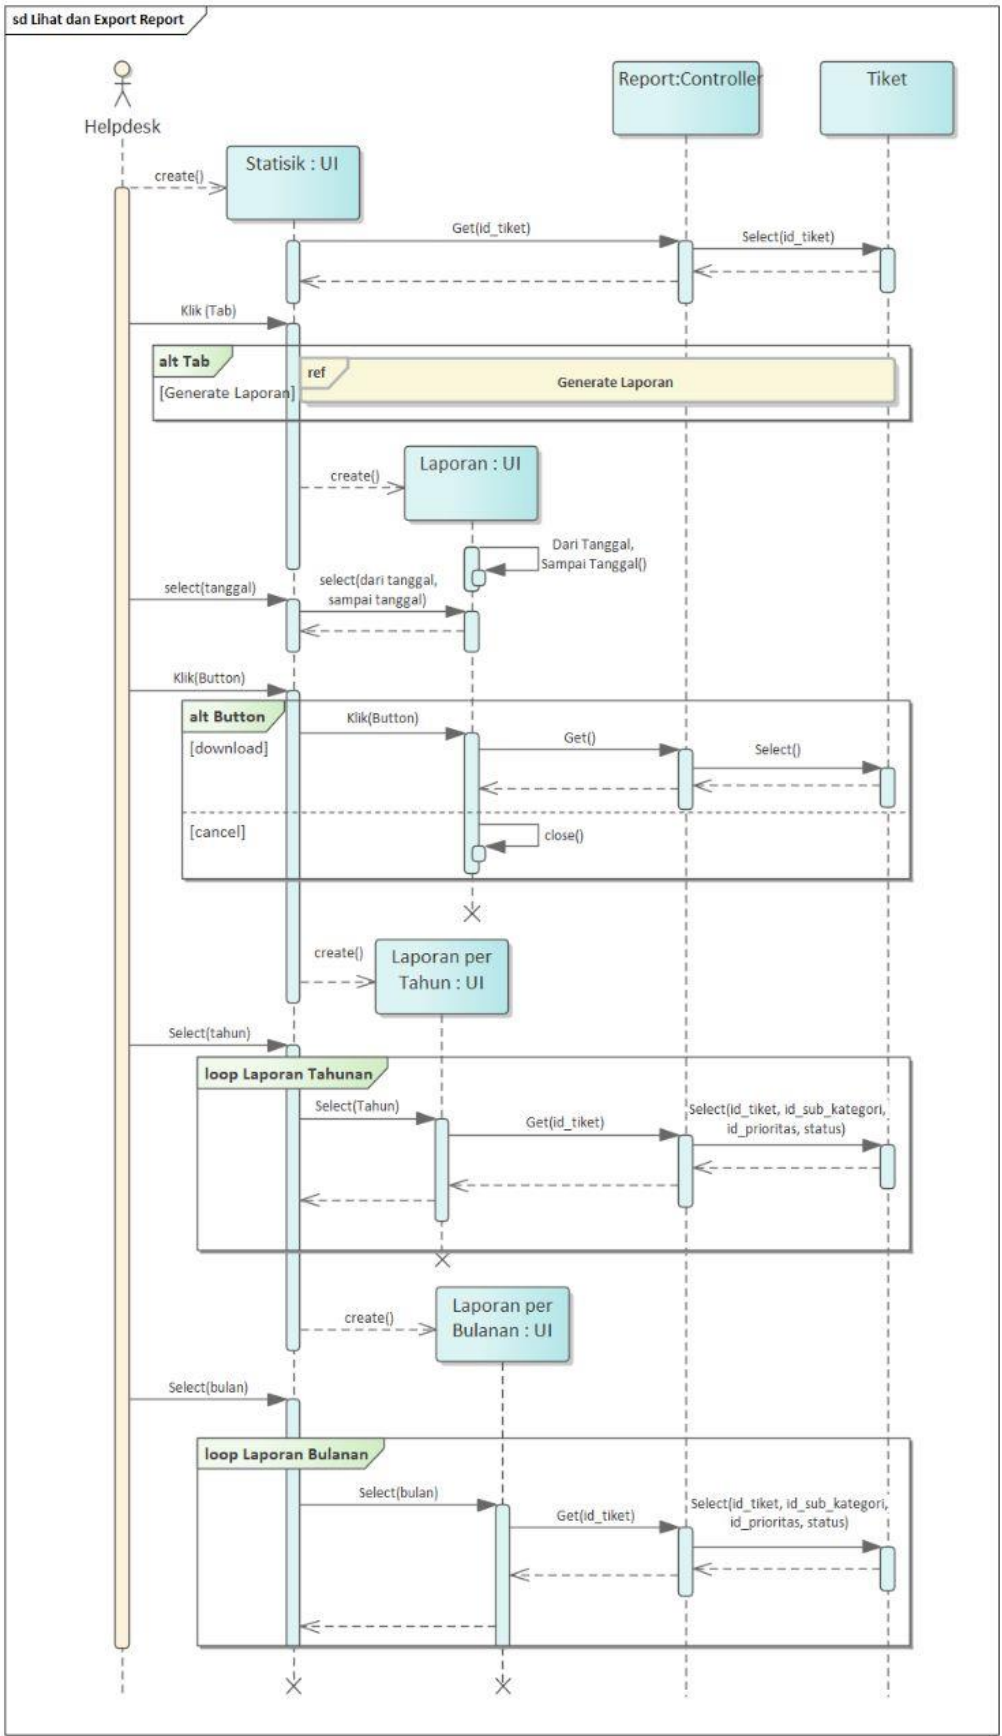 sd Lihat dan Export Report
Helpdesk
Report:Controller
Tiket
Statisik : UI
create()
Get(id_tiket)
Select(id_tiket)
Klik (Tab)
alt Tab
[Generate Laporan]
ref
Generate Laporan
Laporan : UI
create()
Dari Tanggal,
Sampai Tanggal()
select(tanggal)
select(dari tanggal,
sampai tanggal)
Klik(Button)
alt Button
[download]
Klik(Button)
Get()
Select()
[cancel]
close()
create()
Laporan per
Tahun : UI
Select(tahun)
loop Laporan Tahunan
Select(Tahun)
Get(id_tiket)
Select(id_tiket, id_sub_kategori,
id_prioritas, status)
create()
Laporan per
Bulanan : UI
Select(bulan)
loop Laporan Bulanan
Select(bulan)
Get(id_tiket)
Select(id_tiket, id_sub_kategori,
id_prioritas, status)